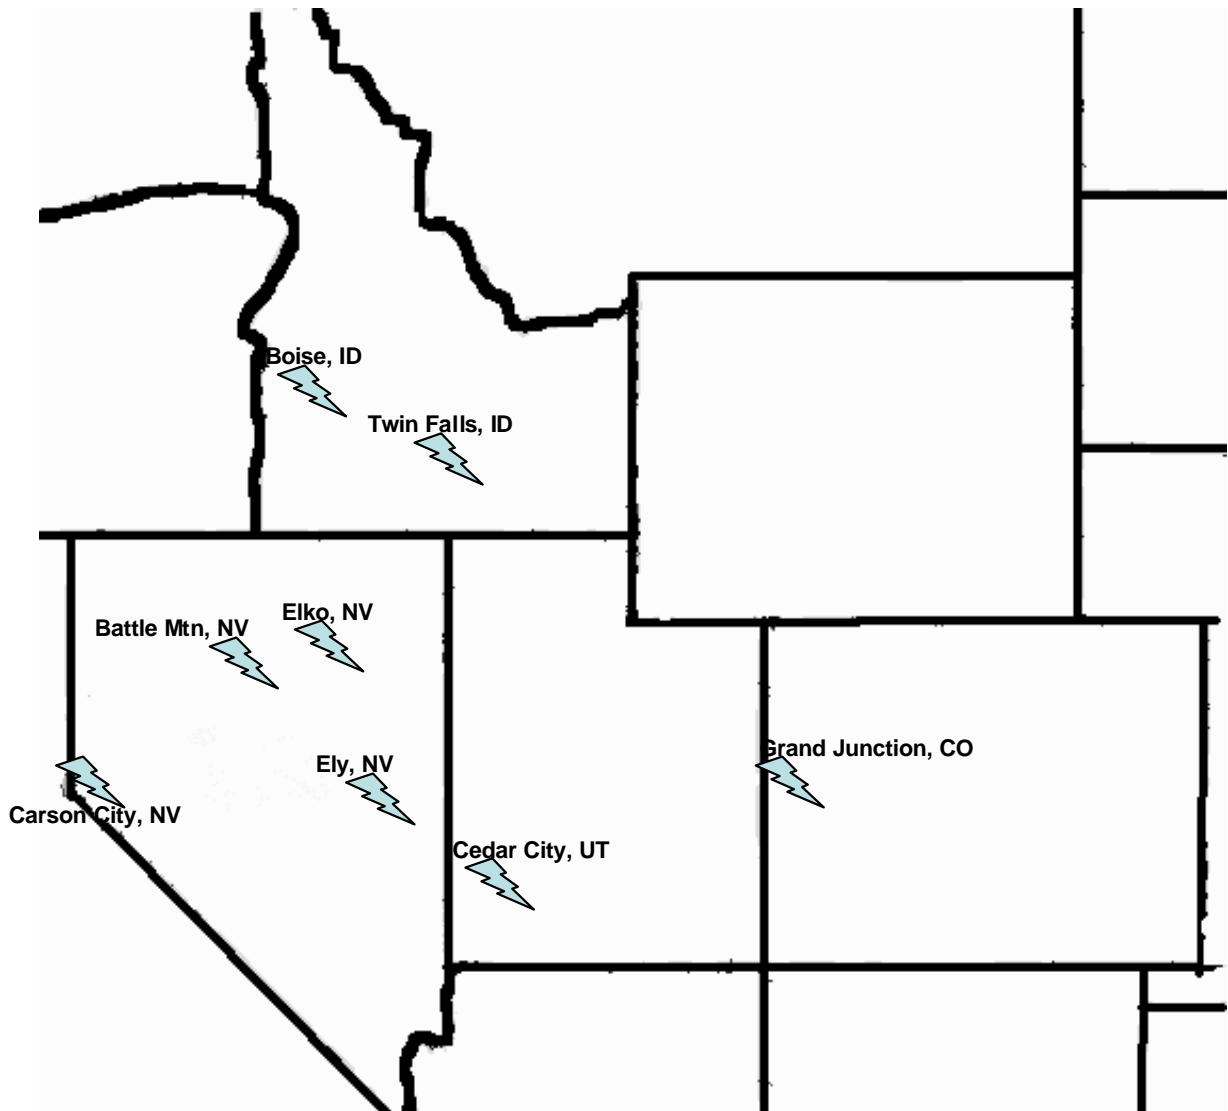 Boise, ID
Twin Falls, ID
Elko, NV
Battle Mtn, NV
Grand Junction, CO
Ely, NV
Carson City, NV
Cedar City, UT